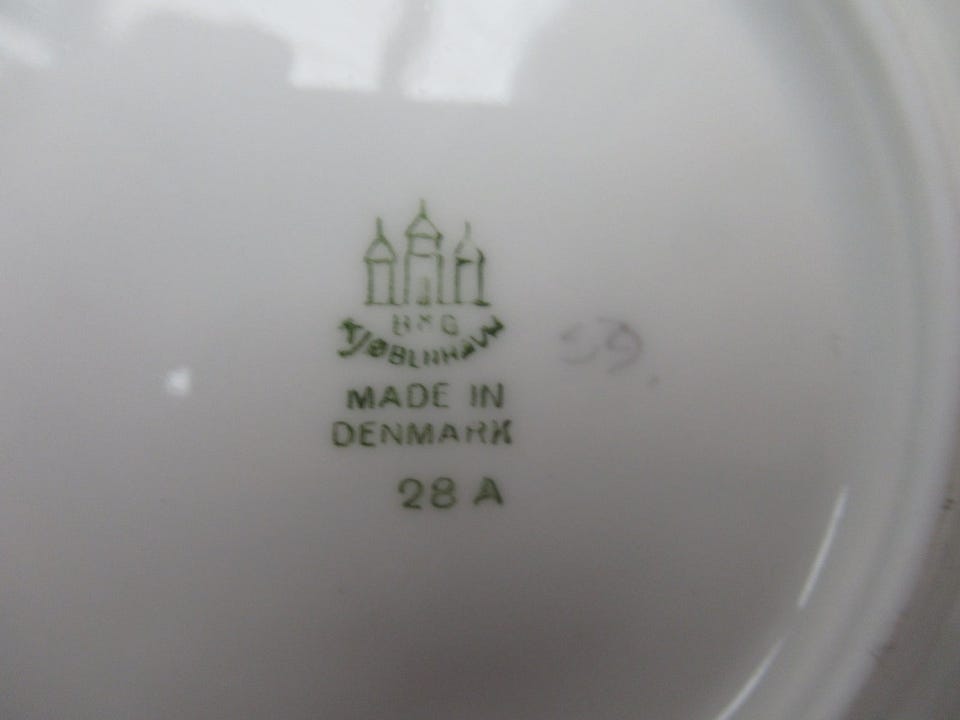 B&G
KJØBENHAVN
MADE IN
DENMARK
28 A